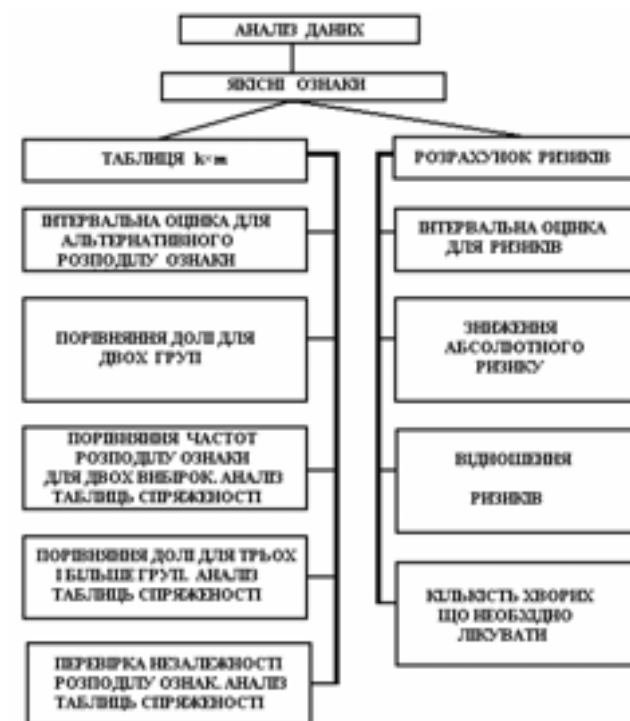 АНАЛІЗ ДАНИХ
ЯКІСНІ ОЗНАКИ
ТАБЛИЦЯ k×m
ІНТЕРВАЛЬНА ОЦІНКА ДЛЯ
АЛЬТЕРНАТИВНОГО
РОЗПОДІЛУ ОЗНАКИ
ПОРІВНЯННЯ ДОЛІ ДЛЯ
ДВОХ ГРУП
ПОРІВНЯННЯ ЧАСТОТ
РОЗПОДІЛУ ОЗНАКИ
ДЛЯ ДВОХ ВИБІРОК. АНАЛІЗ
ТАБЛИЦЬ СПРЯЖЕНОСТІ
ПОРІВНЯННЯ ДОЛІ ДЛЯ ТРЬОХ
І БІЛЬШЕ ГРУП. АНАЛІЗ
ТАБЛИЦЬ СПРЯЖЕНОСТІ
ПЕРЕВІРКА НЕЗАЛЕЖНОСТІ
РОЗПОДІЛУ ОЗНАК. АНАЛІЗ
ТАБЛИЦЬ СПРЯЖЕНОСТІ
РОЗРАХУНОК РИЗИКІВ
ІНТЕРВАЛЬНА ОЦІНКА
ДЛЯ РИЗИКІВ
ЗНИЖЕННЯ
АБСОЛЮТНОГО
РИЗИКУ
ВІДНОШЕННЯ
РИЗИКІВ
КІЛЬКІСТЬ ХВОРИХ
ЩО НЕОБХІДНО
ЛІКУВАТИ